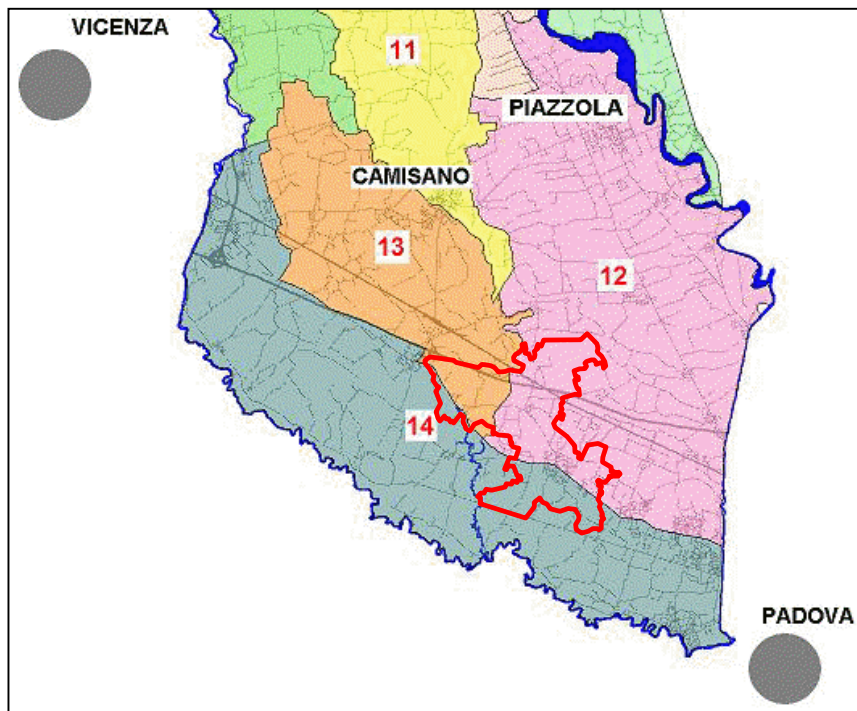 VICENZA
11
PIAZZOLA
CAMISANO
13
12
14
PADOVA